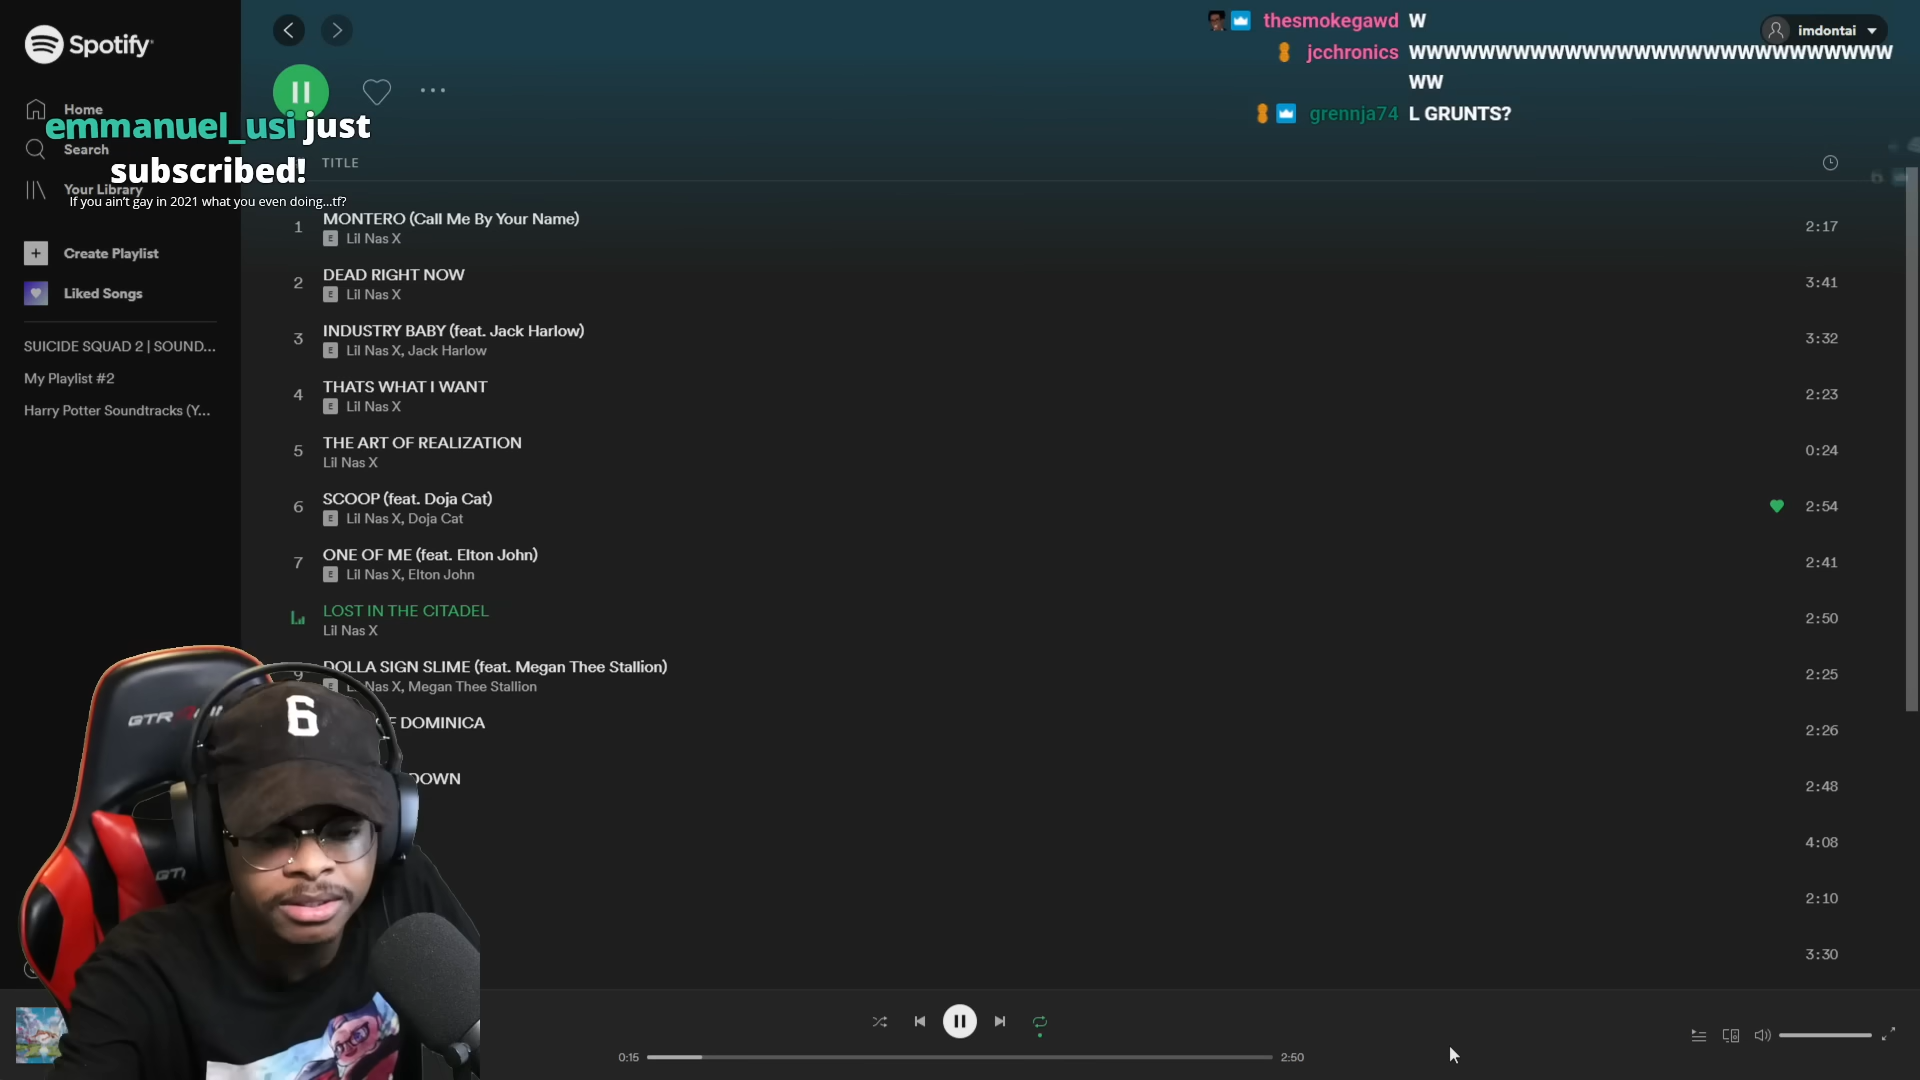 Spotify
Home
Search
Your Library
emmanuel_usi just
subscribed!
If you ain't gay in 2021 what you even doing...tf?
Create Playlist
Liked Songs
SUICIDE SQUAD 2 | SOUND...
My Playlist #2
Harry Potter Soundtracks (Y...
thesmokegawd W
jcchronics WWWWWWWWWWWWWWWWWWWWWWWWWWWW
WW
grennja74 L GRUNTS?
imdontai
TITLE
1 MONTERO (Call Me By Your Name) 2:17
E Lil Nas X
2 DEAD RIGHT NOW 3:41
E Lil Nas X
3 INDUSTRY BABY (feat. Jack Harlow) 3:32
E Lil Nas X, Jack Harlow
4 THATS WHAT I WANT 2:23
E Lil Nas X
5 THE ART OF REALIZATION 0:24
Lil Nas X
6 SCOOP (feat. Doja Cat) 2:54
E Lil Nas X, Doja Cat
7 ONE OF ME (feat. Elton John) 2:41
E Lil Nas X, Elton John
LOST IN THE CITADEL 2:50
Lil Nas X
9 DOLLA SIGN SLIME (feat. Megan Thee Stallion) 2:25
Nas X, Megan Thee Stallion
DOMINICA 2:26
DOWN 2:48
4:08
2:10
3:30
6
GTR
GT
0:15 2:50